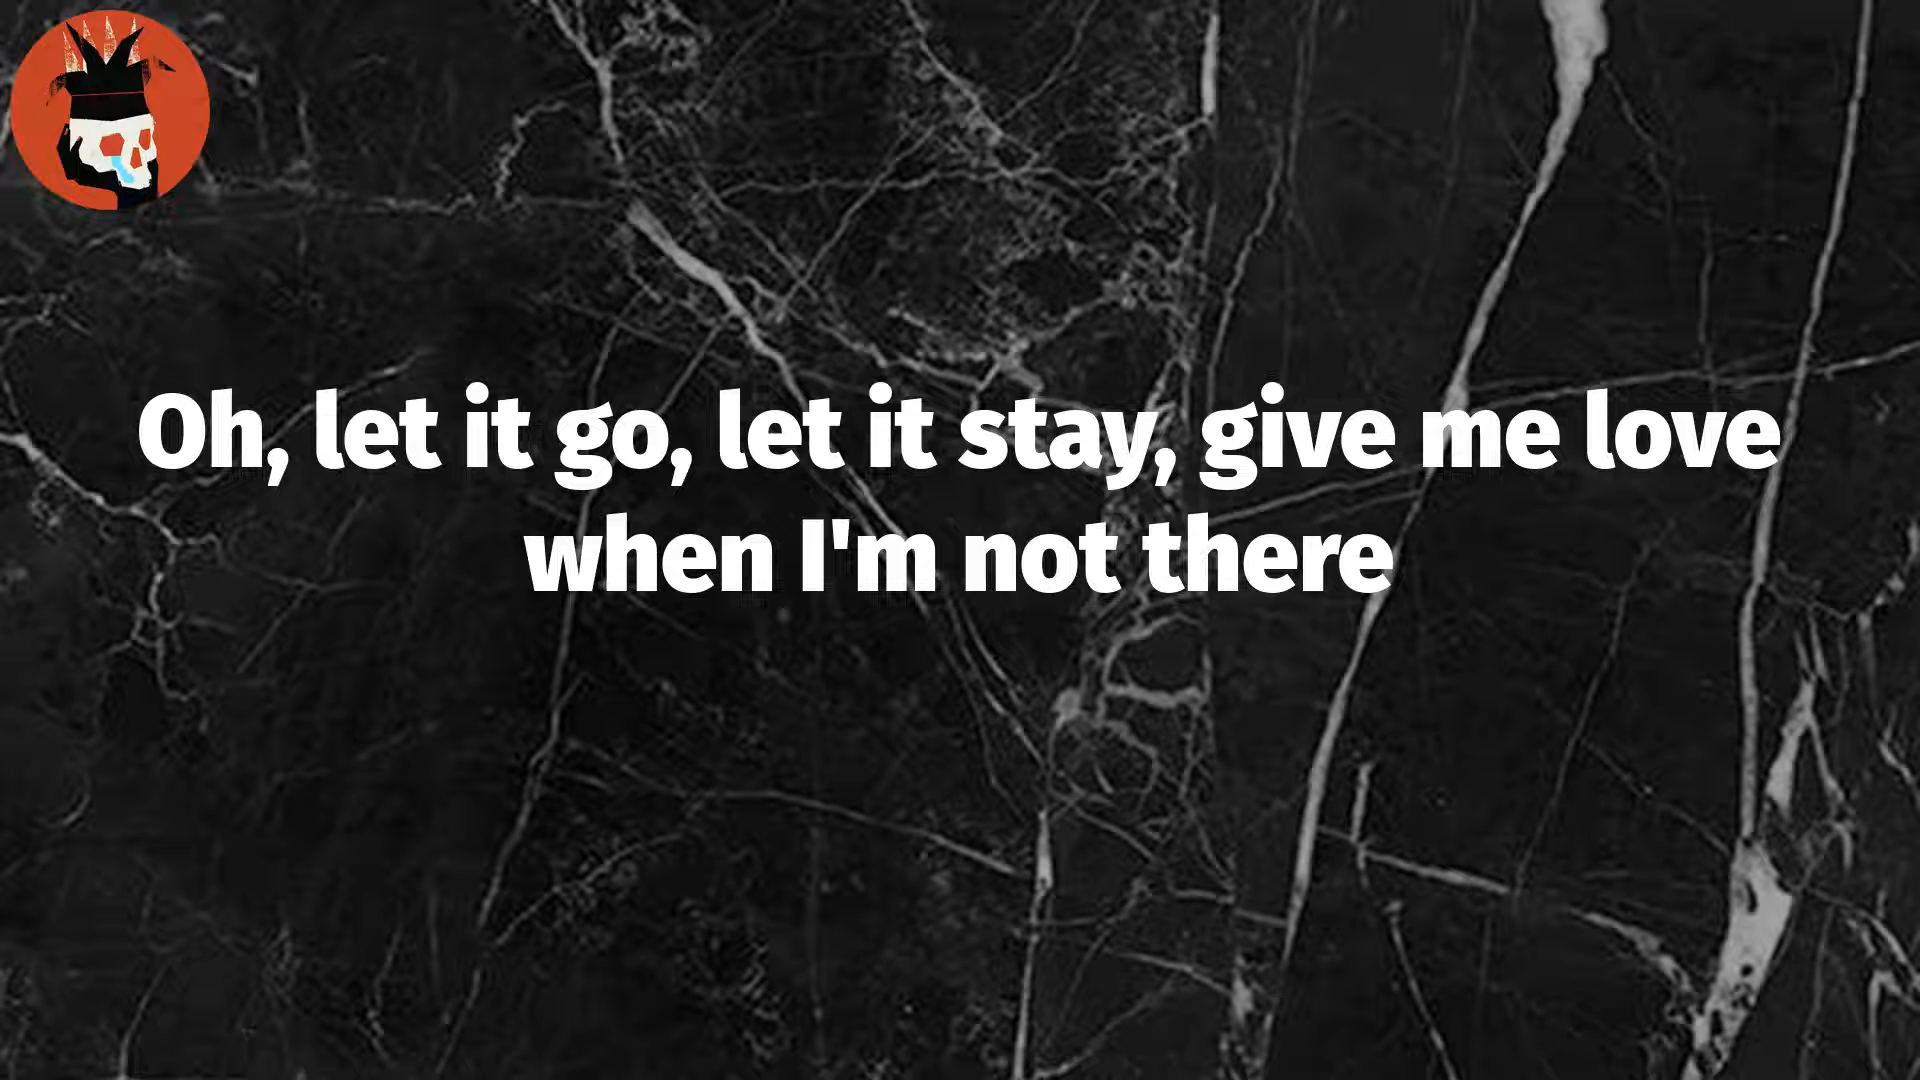 Oh, let it go, let it stay, give me love
when I'm not there